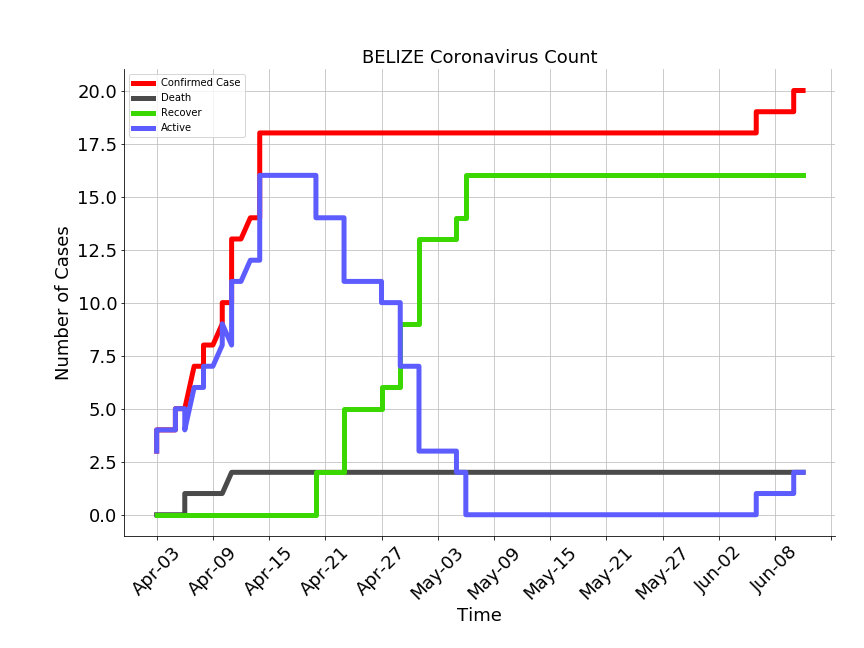 BELIZE Coronavirus Count
Confirmed Case
Death
Recover
Active
Number of Cases
20.0
17.5
15.0
12.5
10.0
7.5
5.0
2.5
0.0
Apr-03
Apr-09
Apr-15
Apr-21
Apr-27
May-03
May-09
May-15
May-21
May-27
Jun-02
Jun-08
Time